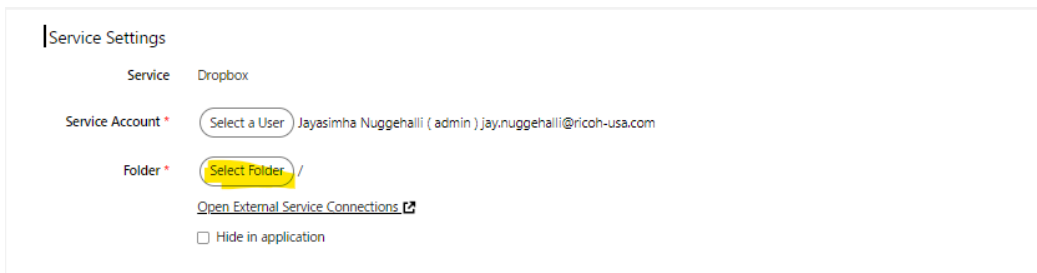 Service Settings
Service Dropbox
Service Account * Select a User Jayasimha Nuggehalli ( admin ) jay.nuggehalli@ricoh-usa.com
Folder * Select Folder /
Open External Service Connections
Hide in application